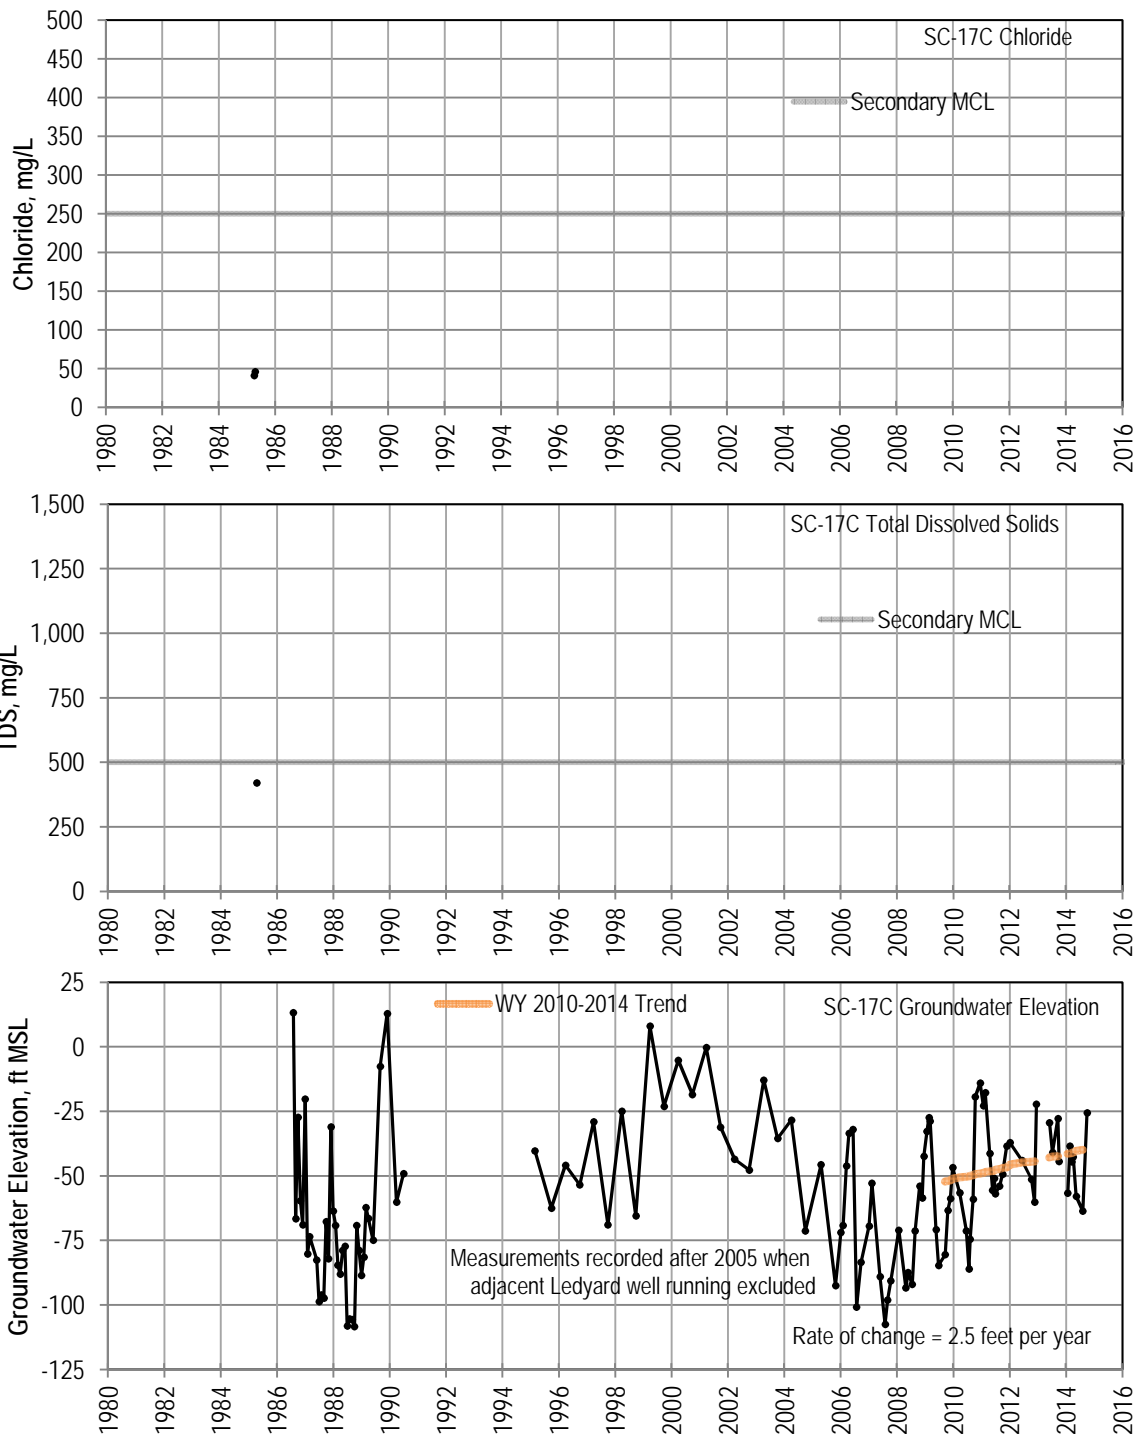 SC-17C Chloride
Secondary MCL
Chloride, mg/L
500
450
400
350
300
250
200
150
100
50
0
1980 1982 1984 1986 1988 1990 1992 1994 1996 1998 2000 2002 2004 2006 2008 2010 2012 2014 2016
SC-17C Total Dissolved Solids
Secondary MCL
TDS, mg/L
1,500
1,250
1,000
750
500
250
0
1980 1982 1984 1986 1988 1990 1992 1994 1996 1998 2000 2002 2004 2006 2008 2010 2012 2014 2016
WY 2010-2014 Trend
SC-17C Groundwater Elevation
Groundwater Elevation, ft MSL
25
0
-25
-50
-75
-100
-125
Measurements recorded after 2005 when
adjacent Ledyard well running excluded
Rate of change = 2.5 feet per year
1980 1982 1984 1986 1988 1990 1992 1994 1996 1998 2000 2002 2004 2006 2008 2010 2012 2014 2016